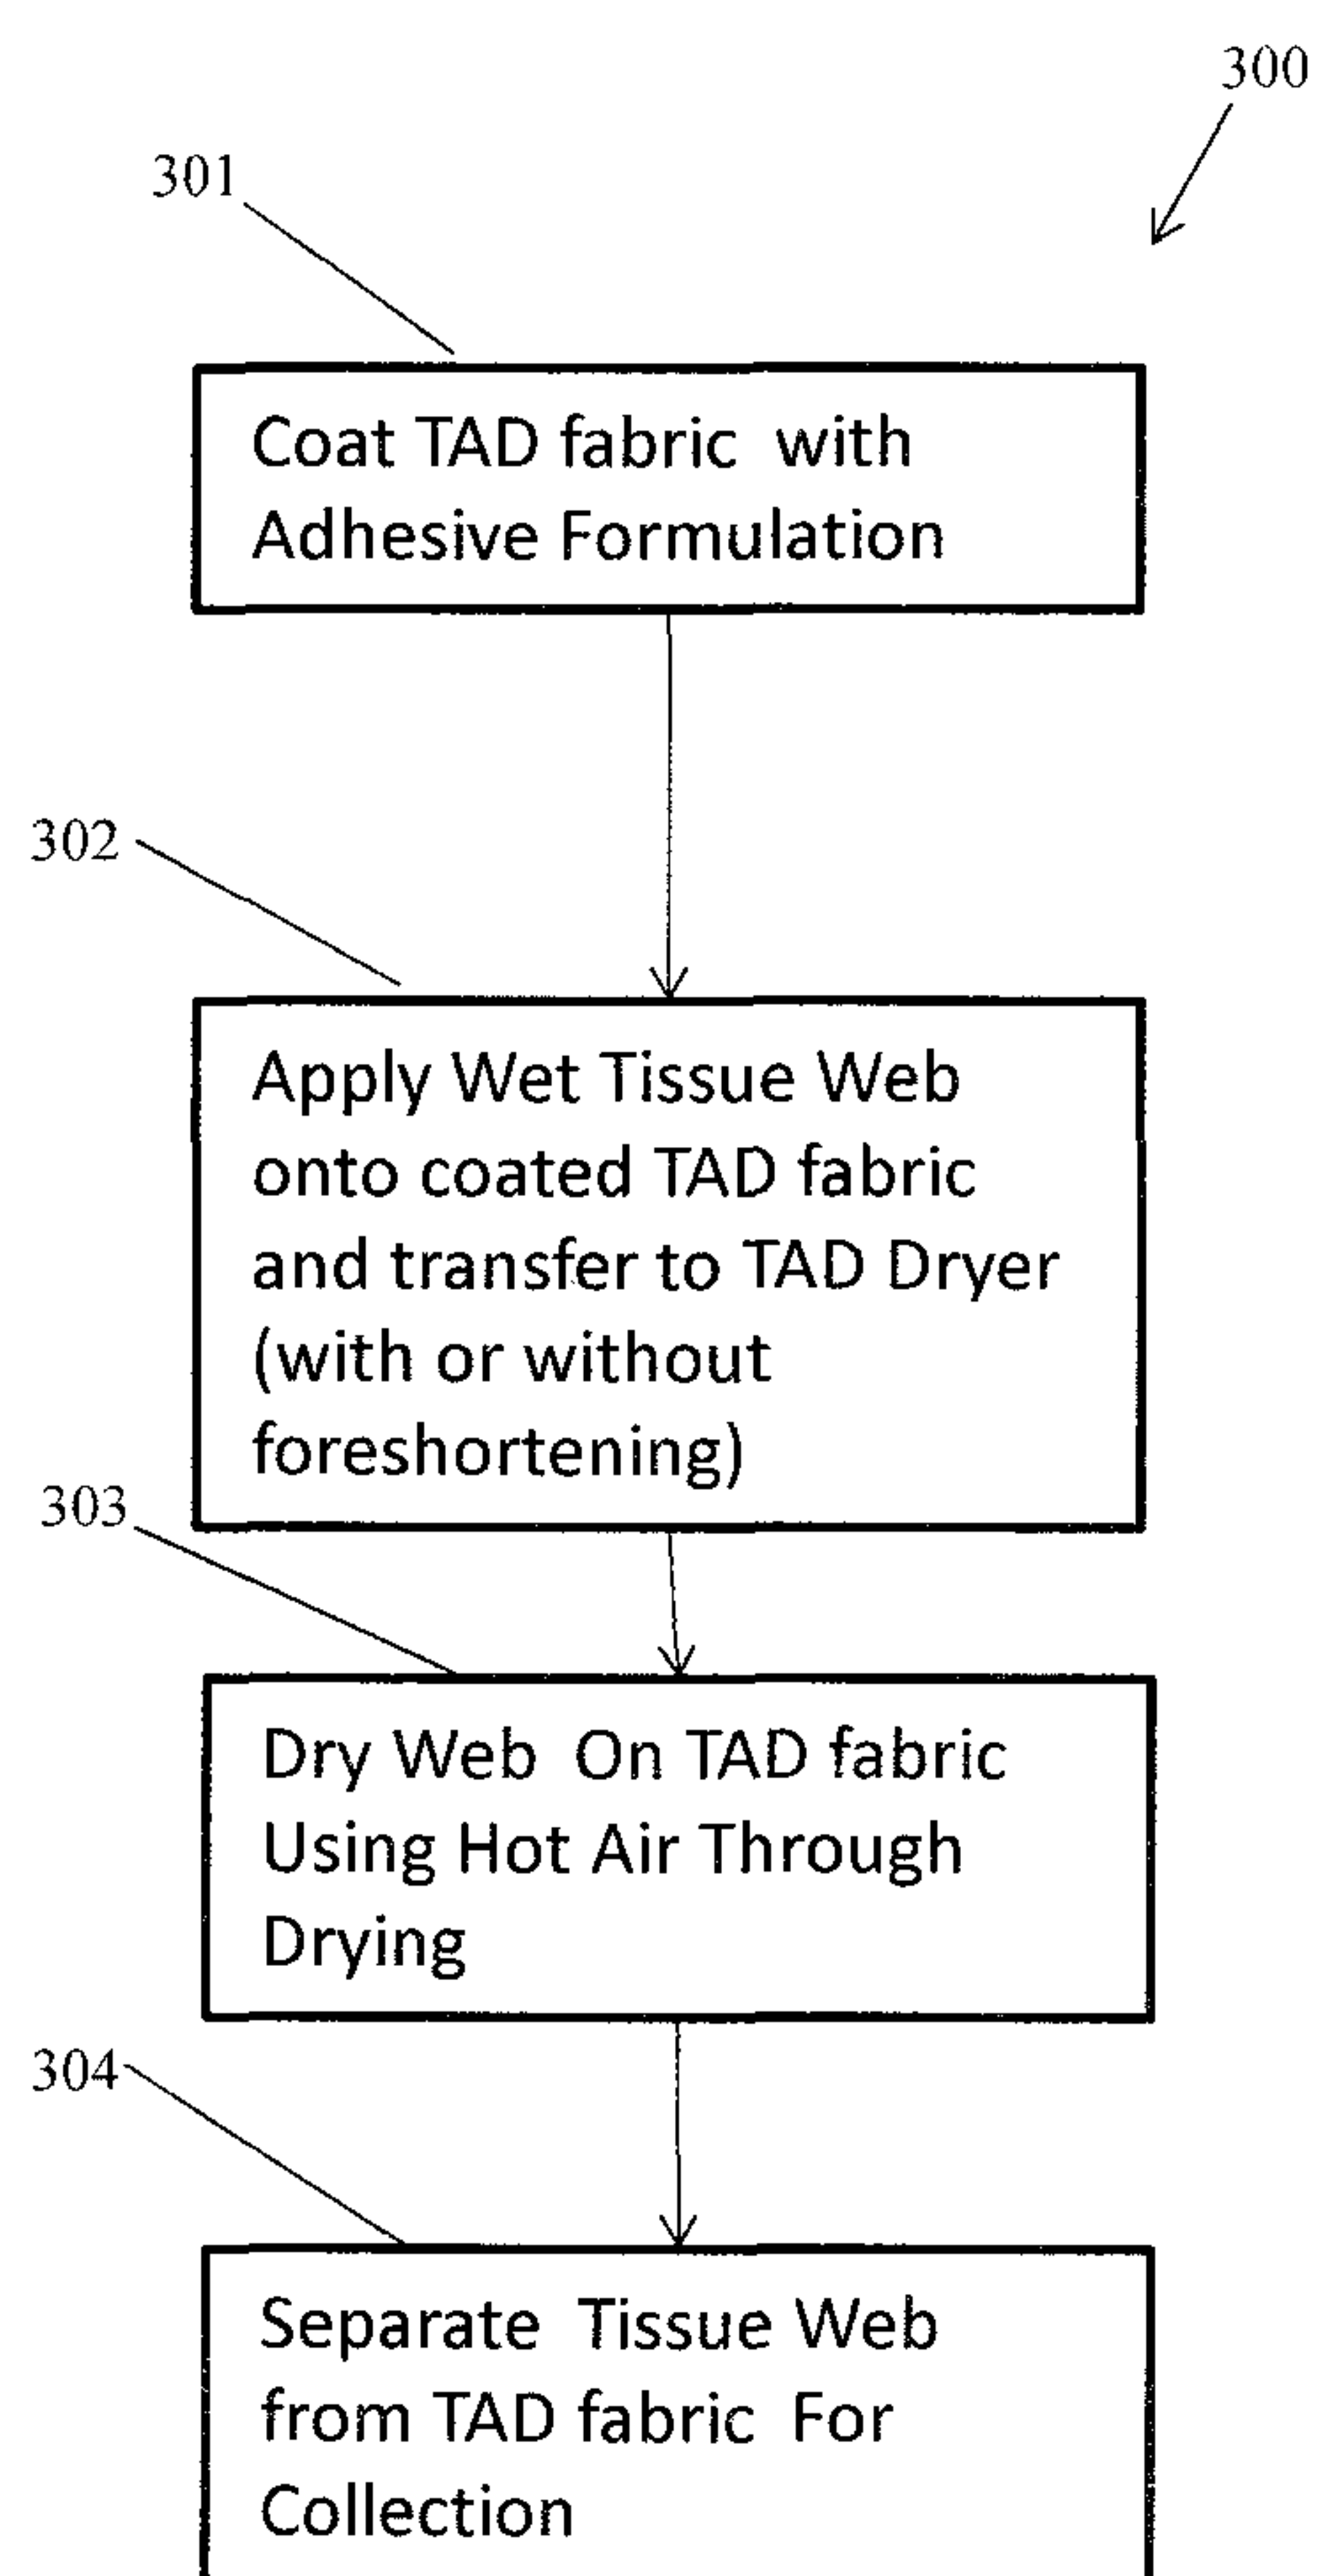 300
301
Coat TAD fabric with
Adhesive Formulation
302
Apply Wet Tissue Web
onto coated TAD fabric
and transfer to TAD Dryer
(with or without
foreshortening)
303
Dry Web On TAD fabric
Using Hot Air Through
Drying
304
Separate Tissue Web
from TAD fabric For
Collection